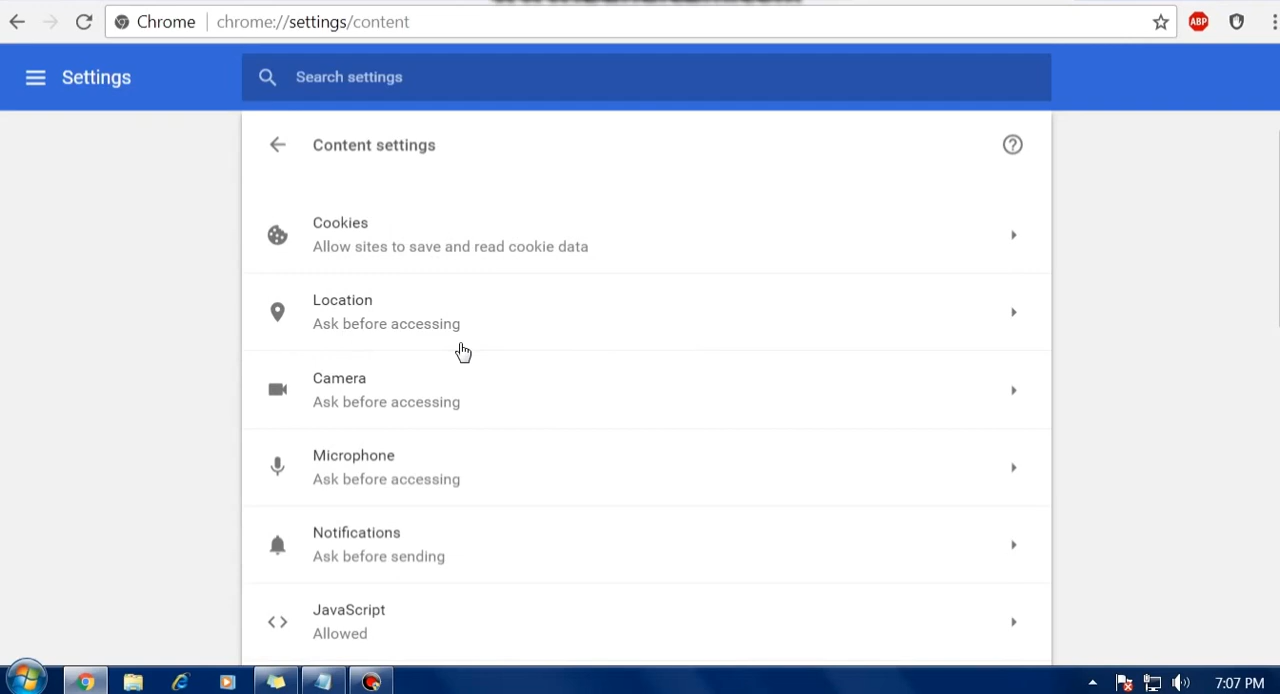 Chrome chrome://settings/content
ABP
Settings
Search settings
Content settings
Cookies
Allow sites to save and read cookie data
Location
Ask before accessing
Camera
Ask before accessing
Microphone
Ask before accessing
Notifications
Ask before sending
JavaScript
Allowed
7:07 PM